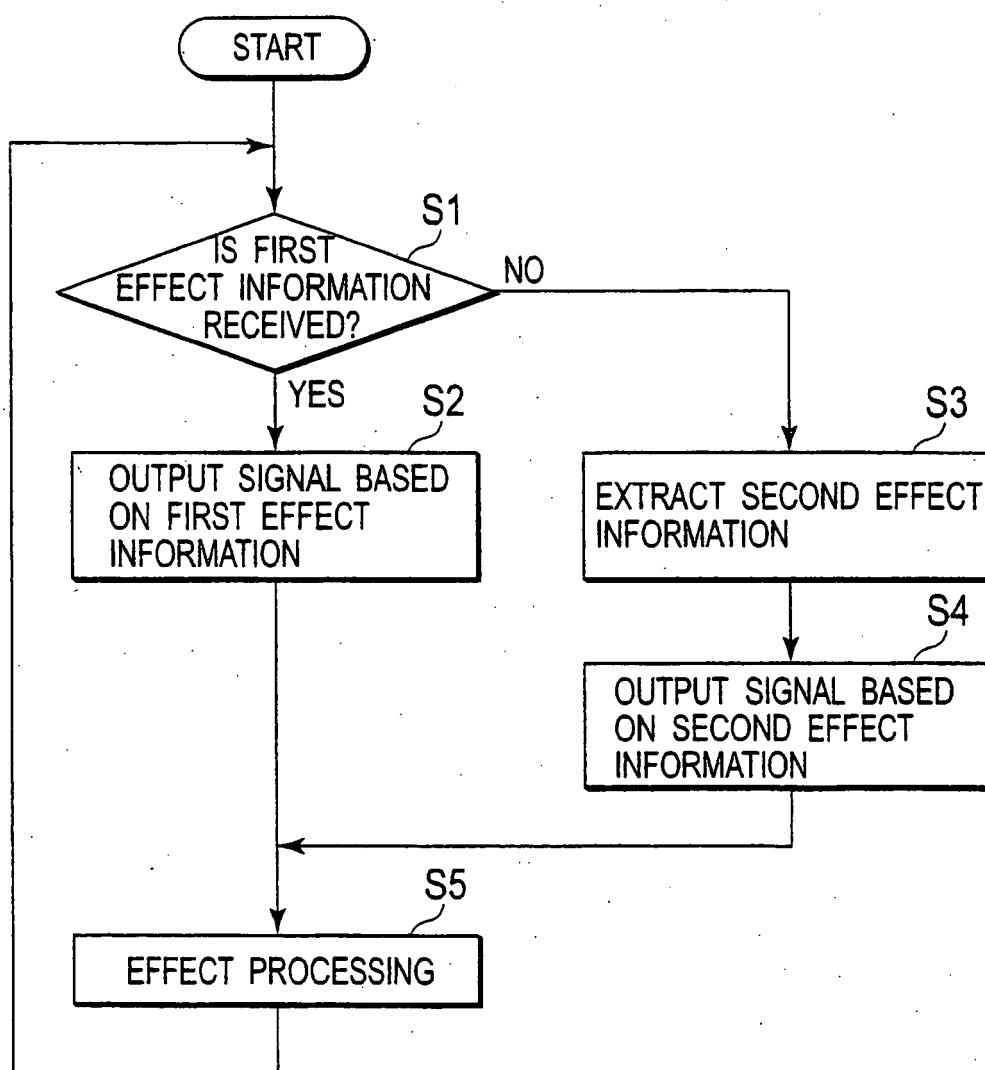 START
S1
IS FIRST
EFFECT INFORMATION
RECEIVED?
NO
YES
S2
OUTPUT SIGNAL BASED
ON FIRST EFFECT
INFORMATION
S3
EXTRACT SECOND EFFECT
INFORMATION
S4
OUTPUT SIGNAL BASED
ON SECOND EFFECT
INFORMATION
S5
EFFECT PROCESSING